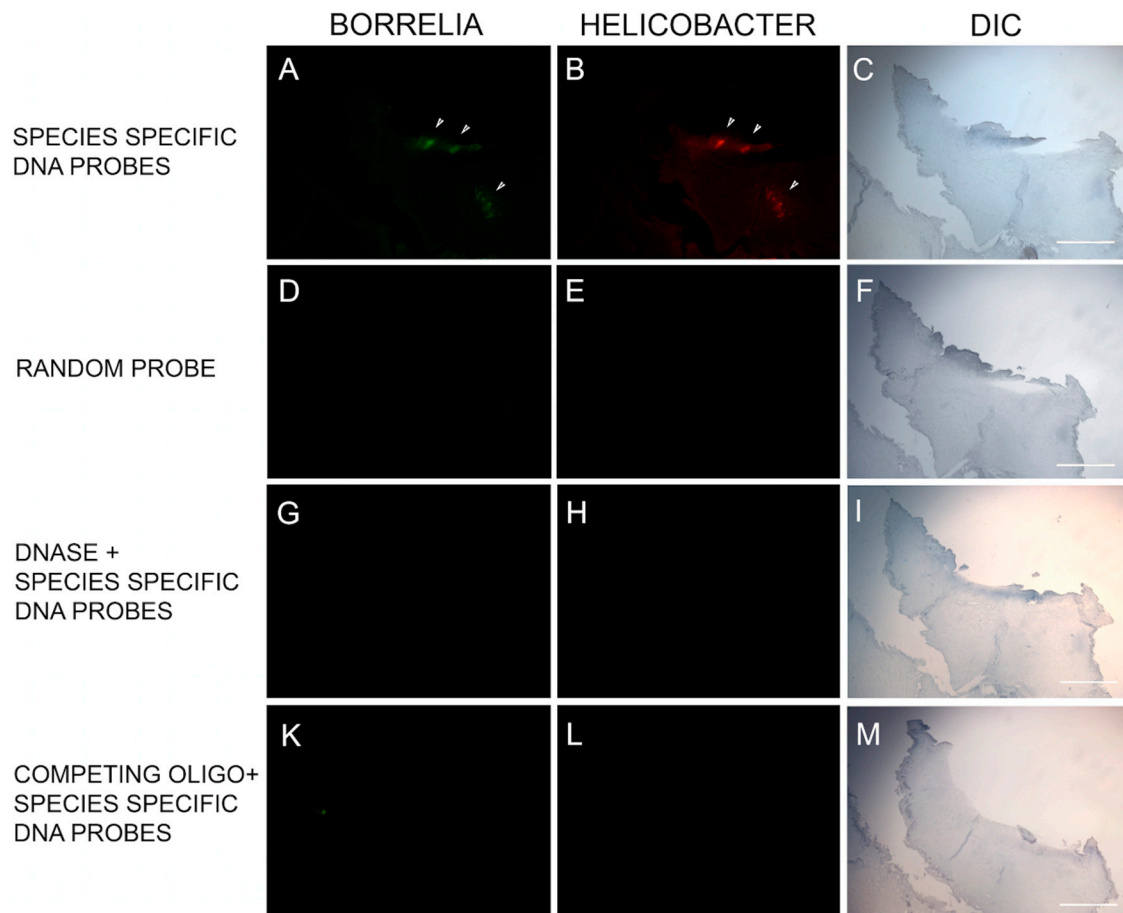 BORRELIA
HELICOBACTER
DIC
SPECIES SPECIFIC
DNA PROBES
A
B
C
RANDOM PROBE
D
E
F
DNASE +
SPECIES SPECIFIC
DNA PROBES
G
H
I
COMPETING OLIGO+
SPECIES SPECIFIC
DNA PROBES
K
L
M